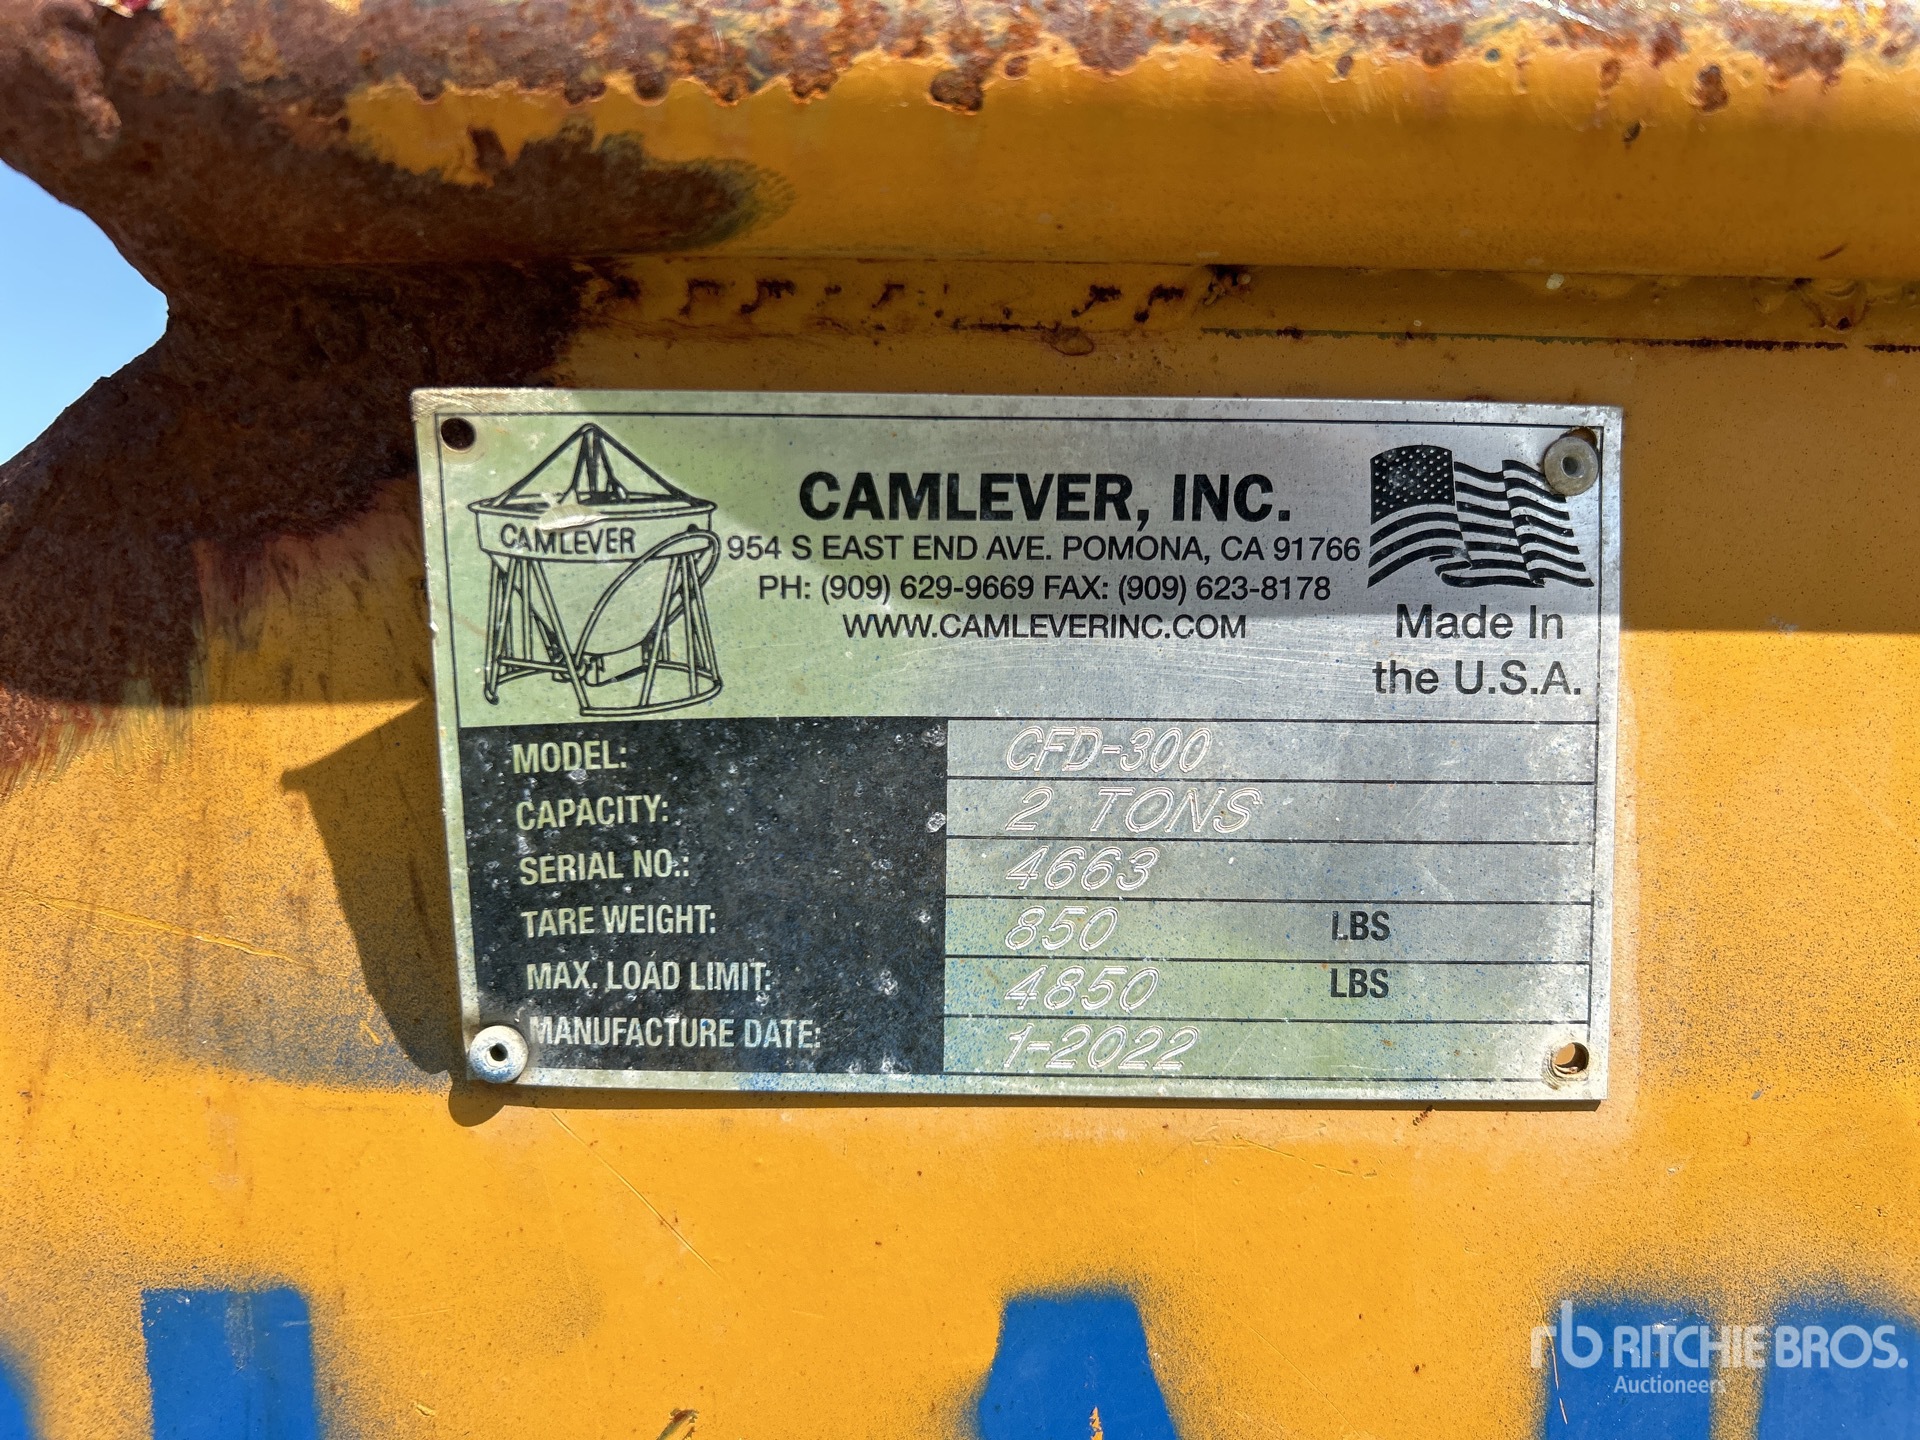 CAMLEVER
CAMLEVER, INC.
954 S EAST END AVE. POMONA, CA 91766
PH: (909) 629-9669 FAX: (909) 623-8178
WWW.CAMLEVERINC.COM
Made In
the U.S.A.
MODEL: CFD-300
CAPACITY: 2 TONS
SERIAL NO.: 4663
TARE WEIGHT: 850 LBS
MAX. LOAD LIMIT: 4850 LBS
MANUFACTURE DATE: 1-2022
rb RITCHIE BROS.
Auctioneers